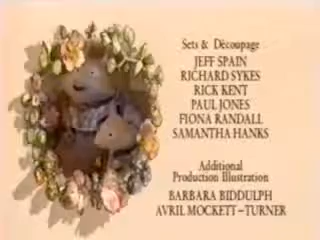 Sets & Découpage
JEFF SPAIN
RICHARD SYKES
RICK KENT
PAUL JONES
FIONA RANDALL
SAMANTHA HANKS
Additional
Production Illustration
BARBARA BIDDULPH
AVRIL MOCKETT-TURNER